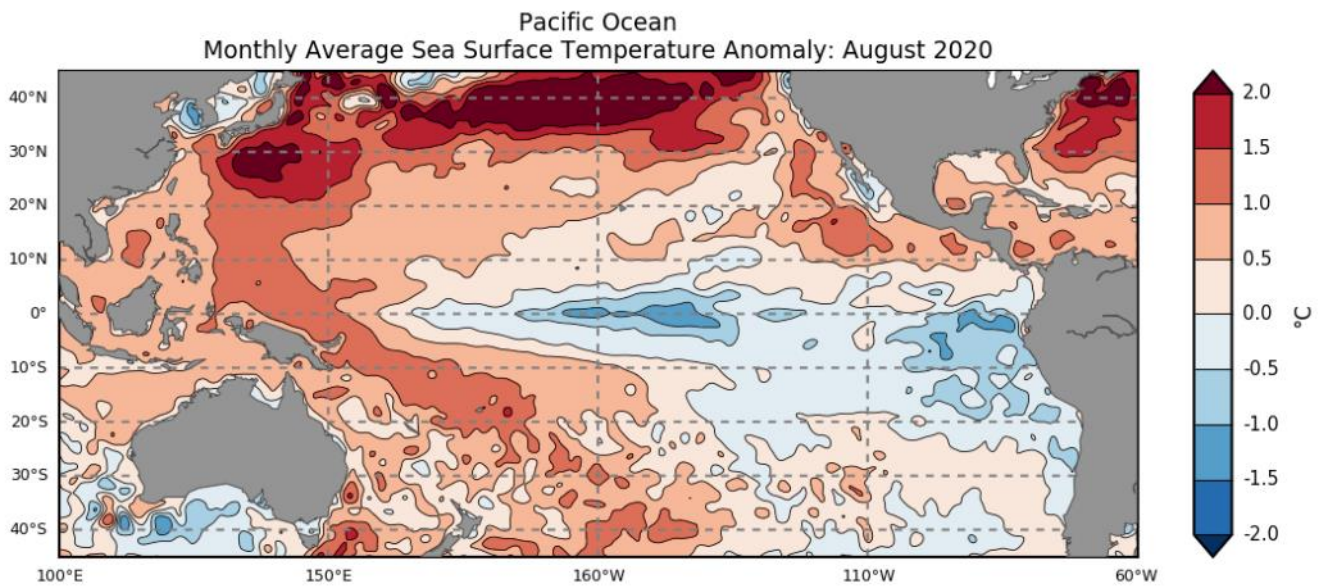 Pacific Ocean
Monthly Average Sea Surface Temperature Anomaly: August 2020
40°N
30°N
20°N
10°N
0°
10°S
20°S
30°S
40°S
100°E 150°E 160°W 110°W 60°W
2.0
1.5
1.0
0.5
0.0
-0.5
-1.0
-1.5
-2.0
°C